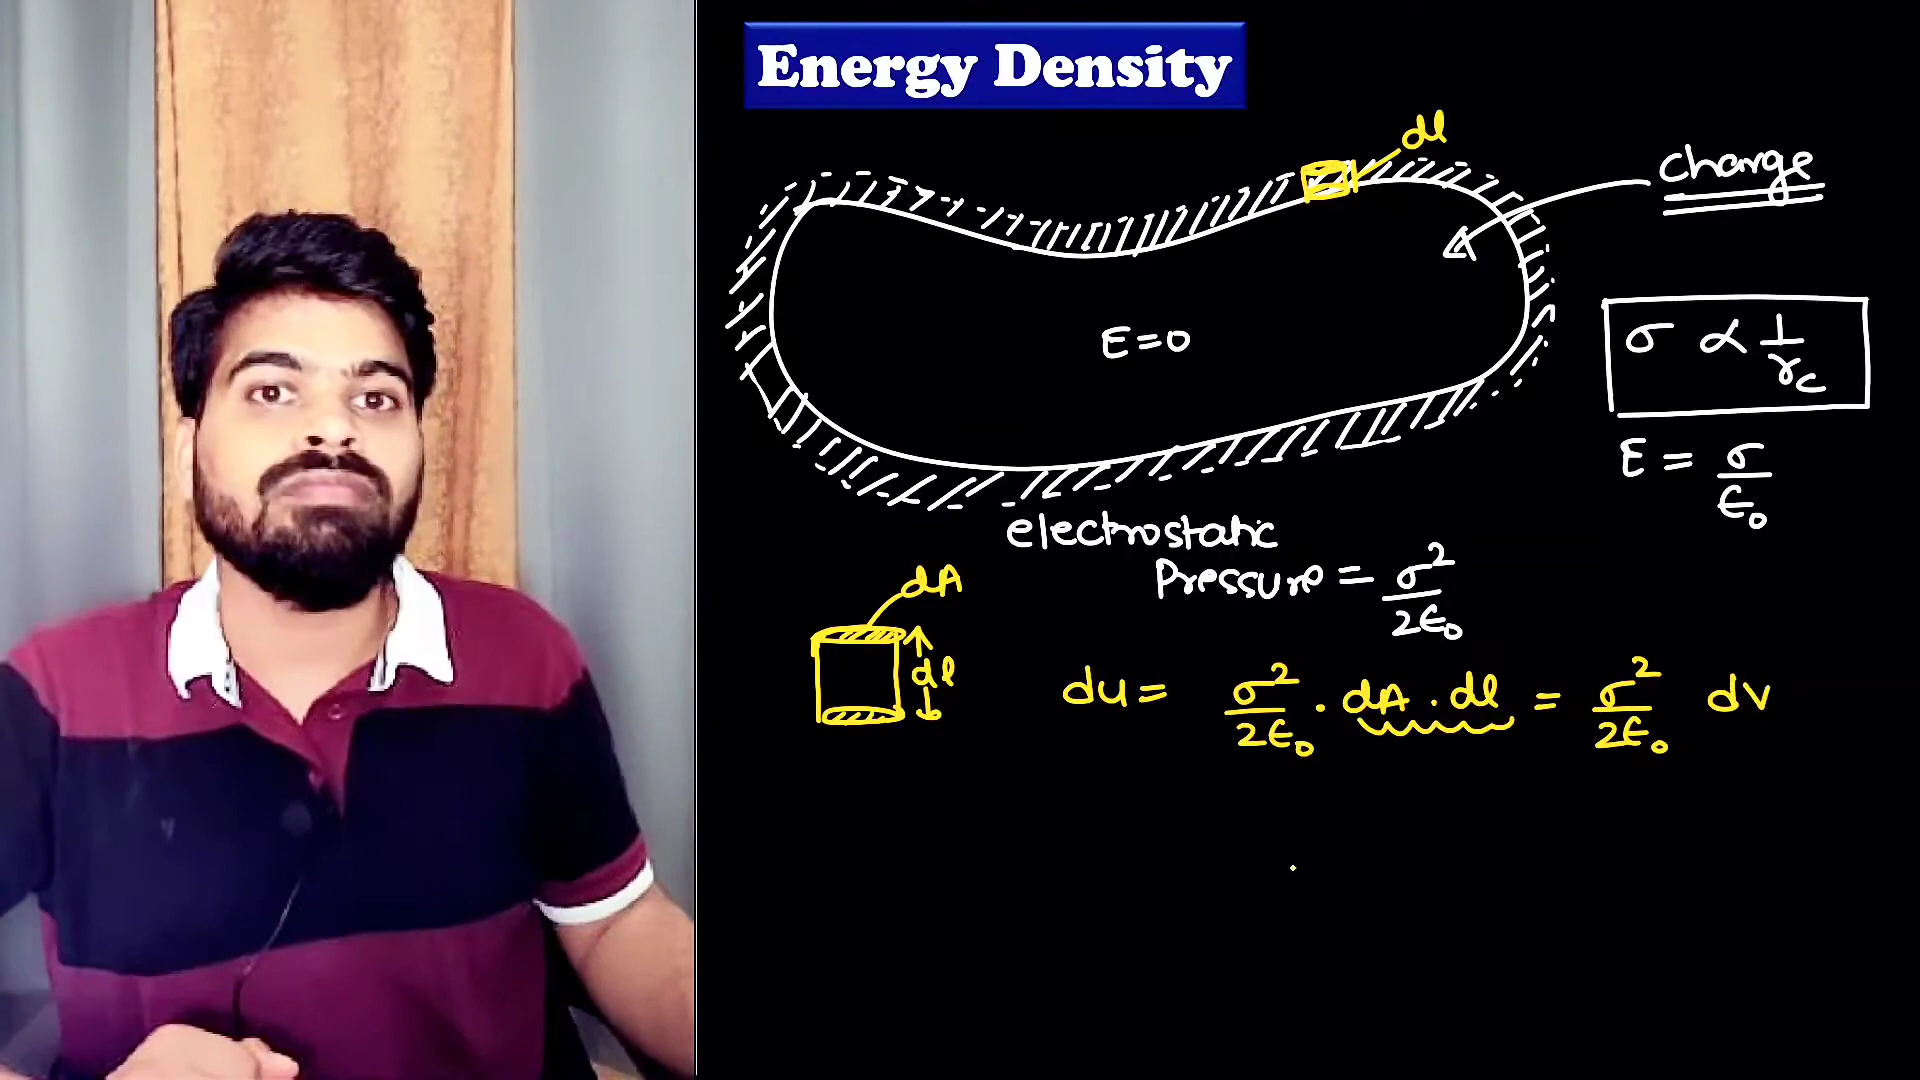 Energy Density
dl
charge
E=0
σ ∝ 1/r_c
E = σ/ϵ₀
electrostatic
Pressure = σ²/2ϵ₀
dA
dl
du = σ²/2ϵ₀ · dA · dl = σ²/2ϵ₀ dV